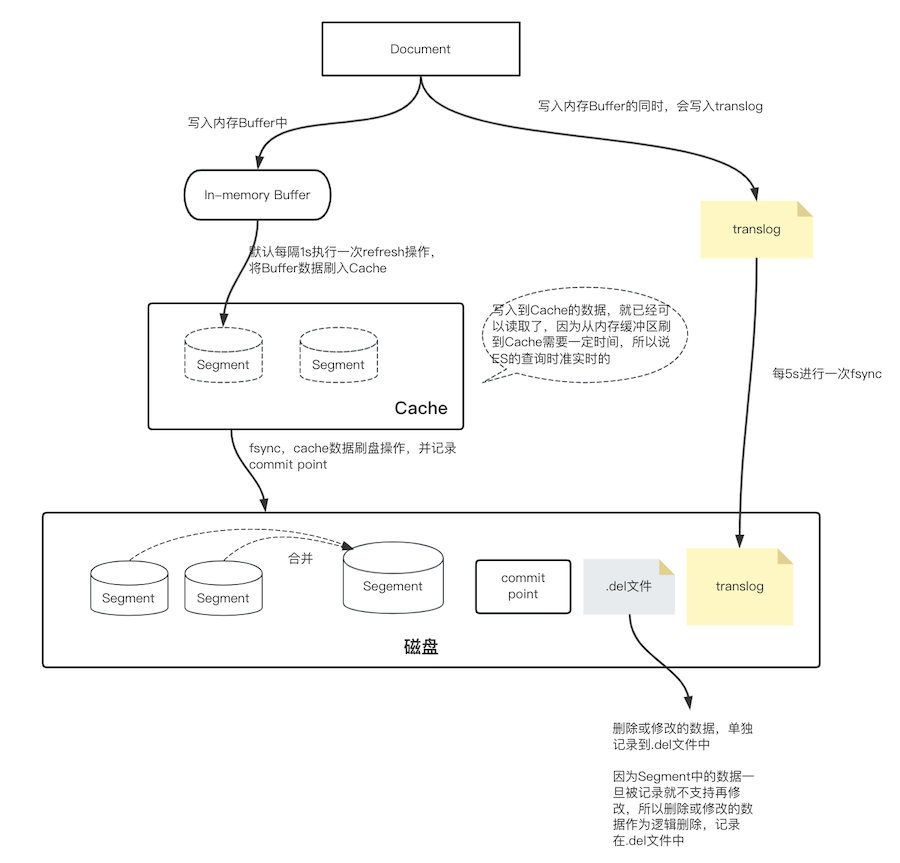 Document
写入内存Buffer的同时，会写入translog
写入内存Buffer中
In-memory Buffer
translog
默认每隔1s执行一次refresh操作，
将Buffer数据刷入Cache
写入到Cache的数据，就已经可
以读取了，因为从内存缓冲区刷
到Cache需要一定时间，所以说
ES的查询时准实时的
Segment
Segment
每5s进行一次fsync
Cache
fsync，cache数据刷盘操作，并记录
commit point
合并
Segment
Segment
Segement
commit
point
.del文件
translog
磁盘
删除或修改的数据，单独
记录到.del文件中
因为Segment中的数据一
旦被记录就不支持再修
改，所以删除或修改的数
据作为逻辑删除，记录
在.del文件中